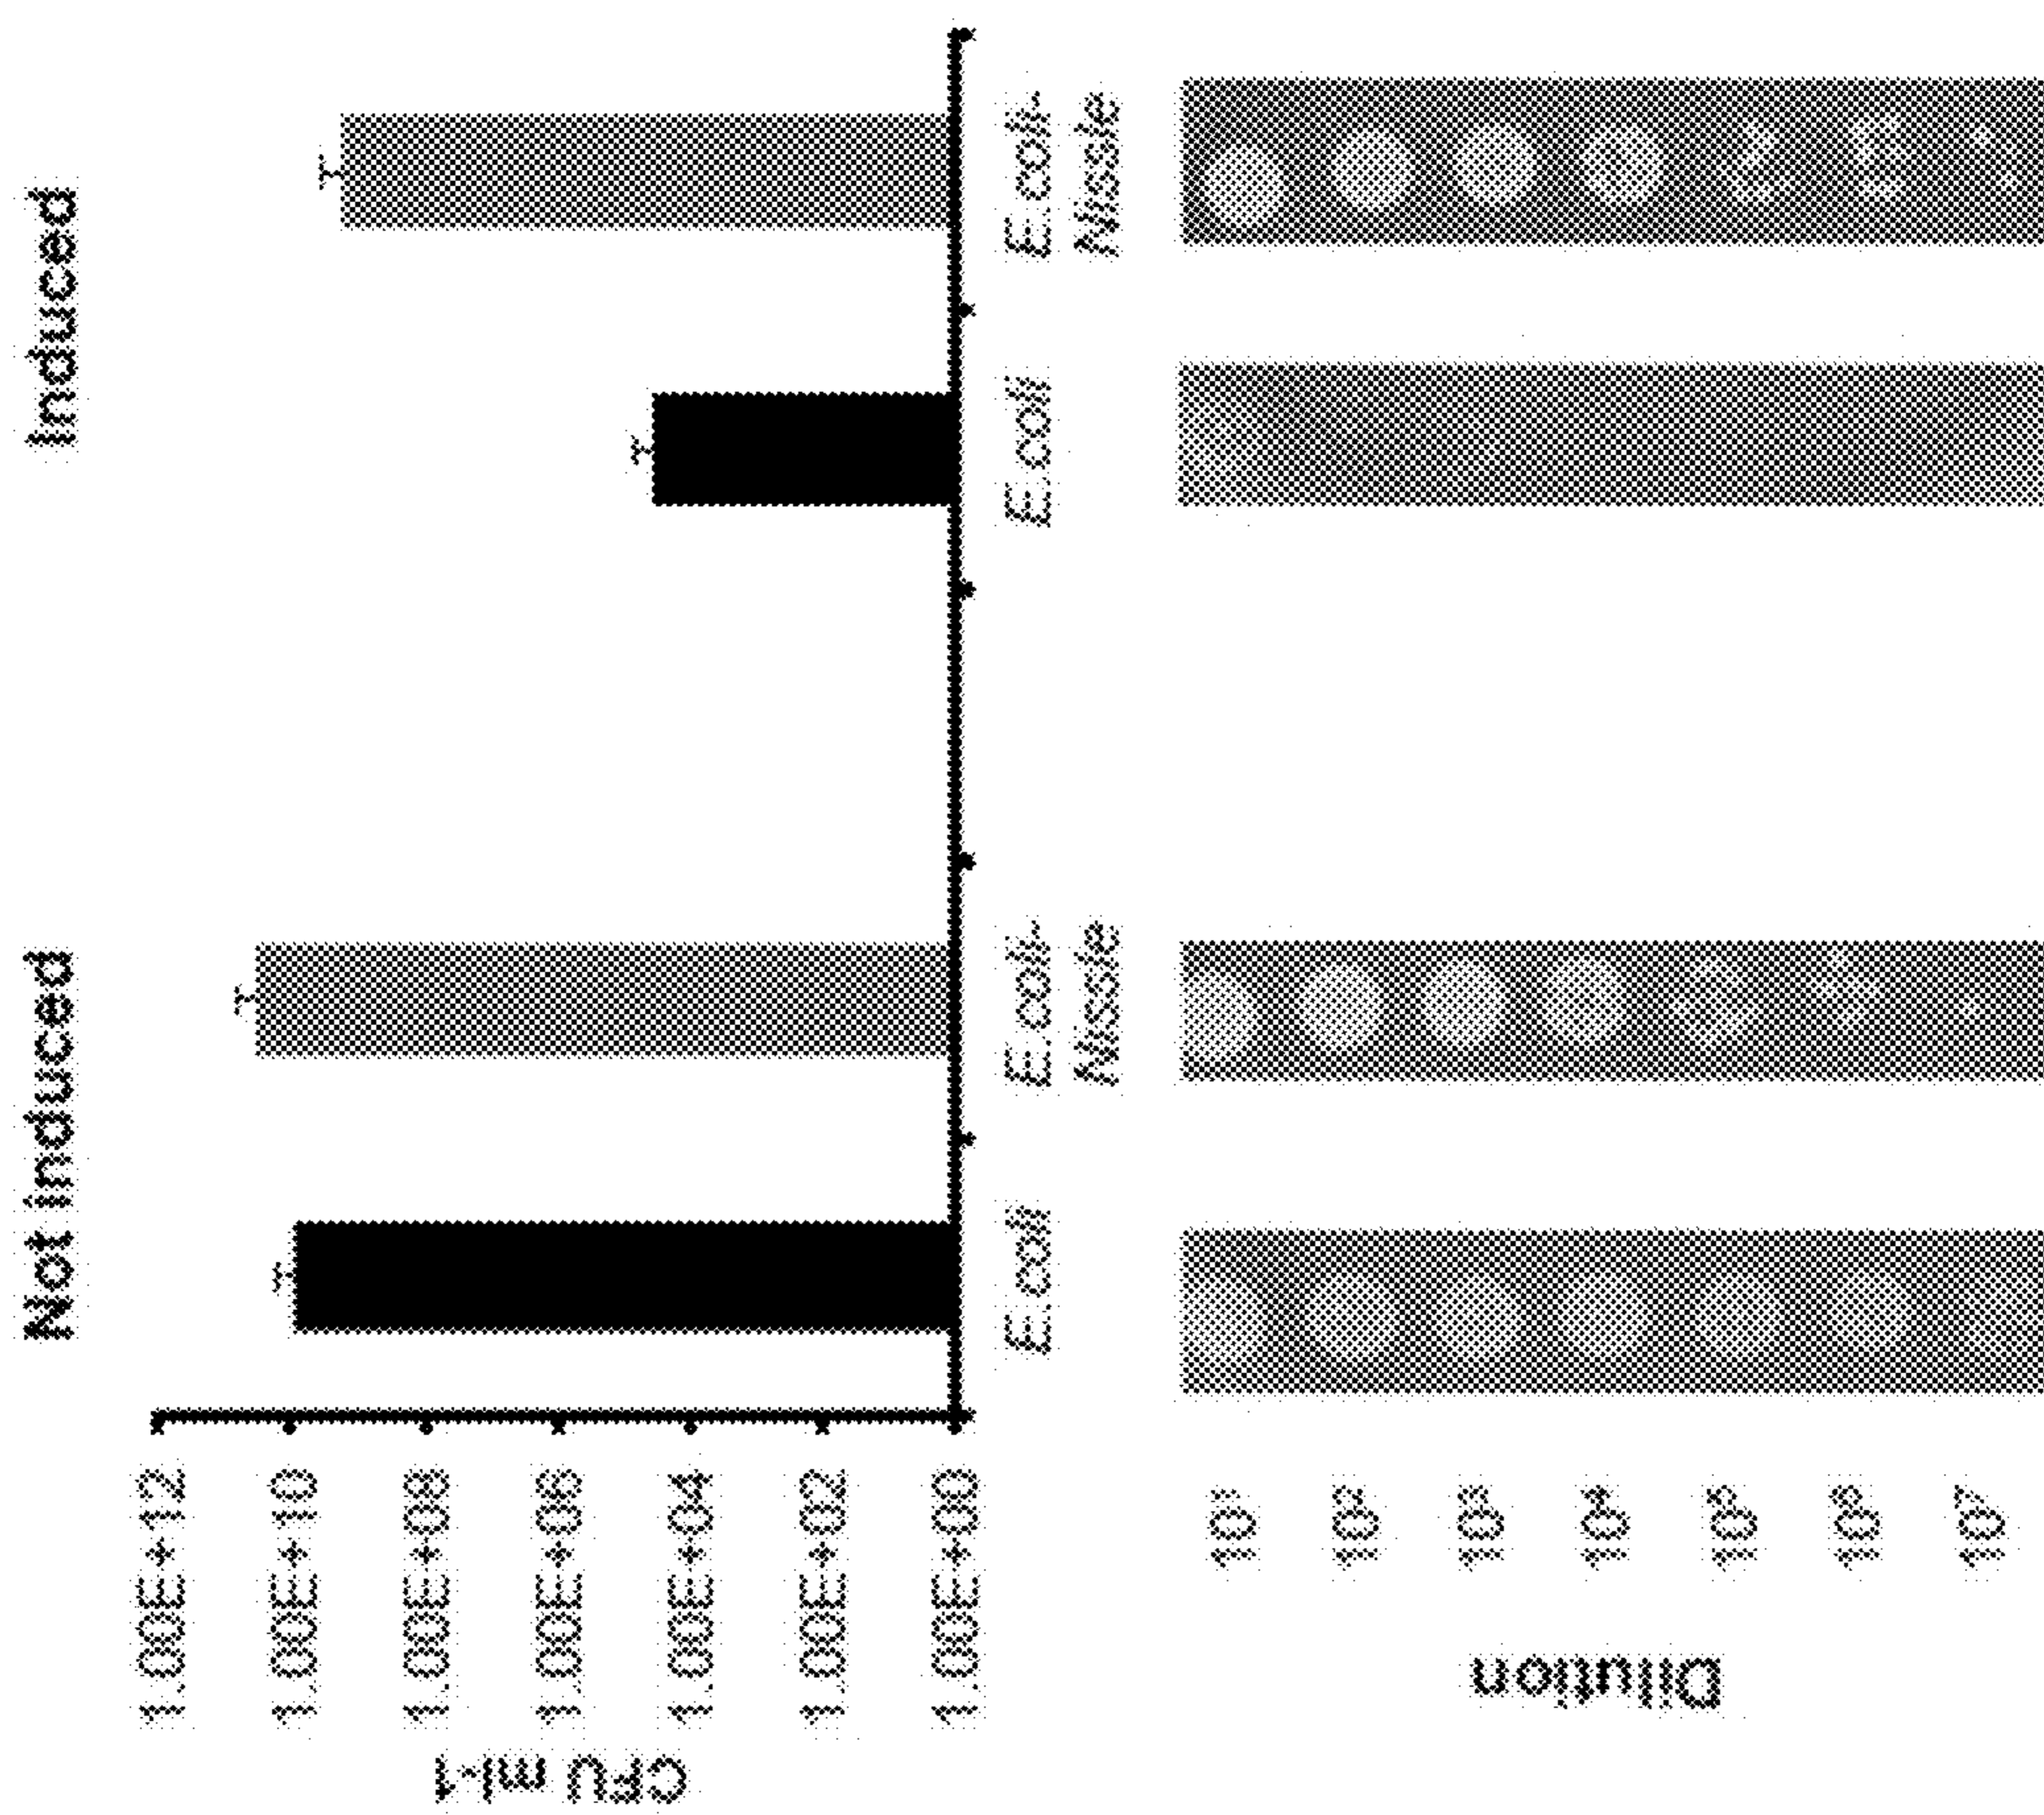 Not induced
Induced
CFU ml-1
1.00E+12
1.00E+10
1.00E+08
1.00E+06
1.00E+04
1.00E+02
1.00E+00
E.coli
E.coli-
Nissle
E.coli
E.coli-
Nissle
Dilution
10¹
10²
10³
10⁴
10⁵
10⁶
10⁷